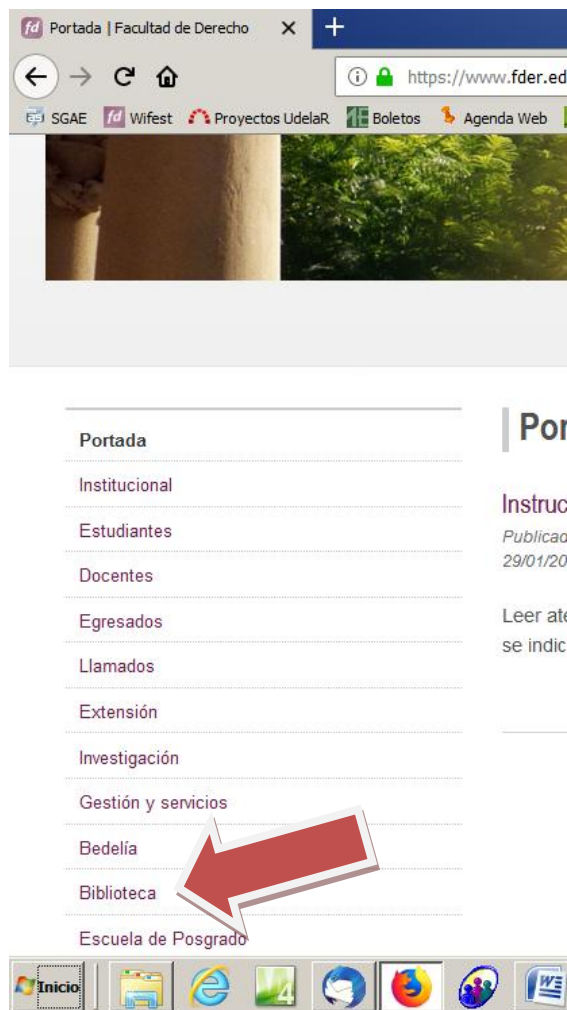 fd Portada | Facultad de Derecho
https://www.fder.ed
SGAE fd Wifest Proyectos UdelaR Boletos Agenda Web
Portada
Institucional
Estudiantes
Docentes
Egresados
Llamados
Extensión
Investigación
Gestión y servicios
Bedelía
Biblioteca
Escuela de Posgrado
Por
Instruc
Publicad
29/01/20
Leer ate
se indic
Inicio